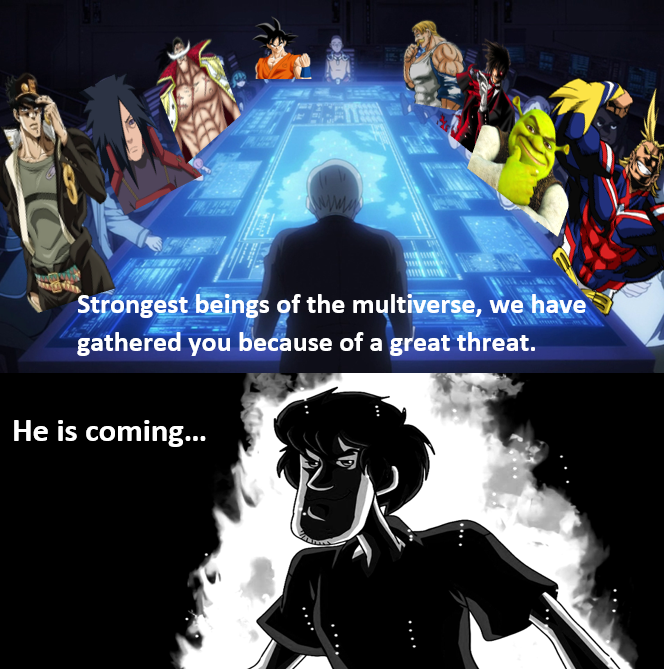 Strongest beings of the multiverse, we have
gathered you because of a great threat.
He is coming...